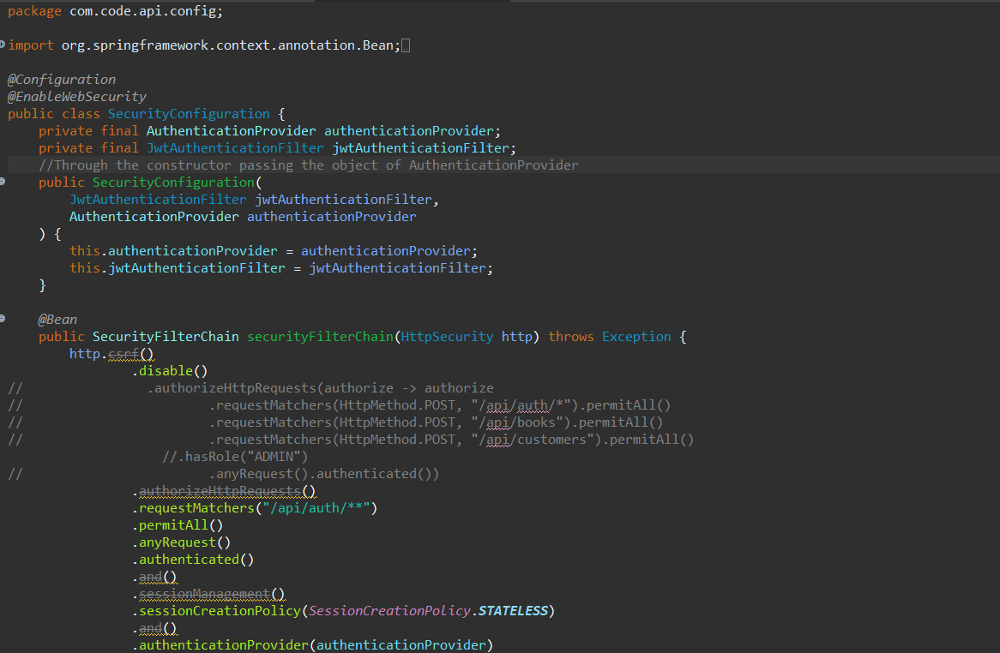 package com.code.api.config;
import org.springframework.context.annotation.Bean;
@Configuration
@EnableWebSecurity
public class SecurityConfiguration {
    private final AuthenticationProvider authenticationProvider;
    private final JwtAuthenticationFilter jwtAuthenticationFilter;
    //Through the constructor passing the object of AuthenticationProvider
    public SecurityConfiguration(
        JwtAuthenticationFilter jwtAuthenticationFilter,
        AuthenticationProvider authenticationProvider
    ) {
        this.authenticationProvider = authenticationProvider;
        this.jwtAuthenticationFilter = jwtAuthenticationFilter;
    }
    @Bean
    public SecurityFilterChain securityFilterChain(HttpSecurity http) throws Exception {
        http.csrf()
                .disable()
//                .authorizeHttpRequests(authorize -> authorize
//                        .requestMatchers(HttpMethod.POST, "/api/auth/*").permitAll()
//                        .requestMatchers(HttpMethod.POST, "/api/books").permitAll()
//                        .requestMatchers(HttpMethod.POST, "/api/customers").permitAll()
                    //.hasRole("ADMIN")
//                        .anyRequest().authenticated())
                .authorizeHttpRequests()
                .requestMatchers("/api/auth/**")
                .permitAll()
                .anyRequest()
                .authenticated()
                .and()
                .sessionManagement()
                .sessionCreationPolicy(SessionCreationPolicy.STATELESS)
                .and()
                .authenticationProvider(authenticationProvider)